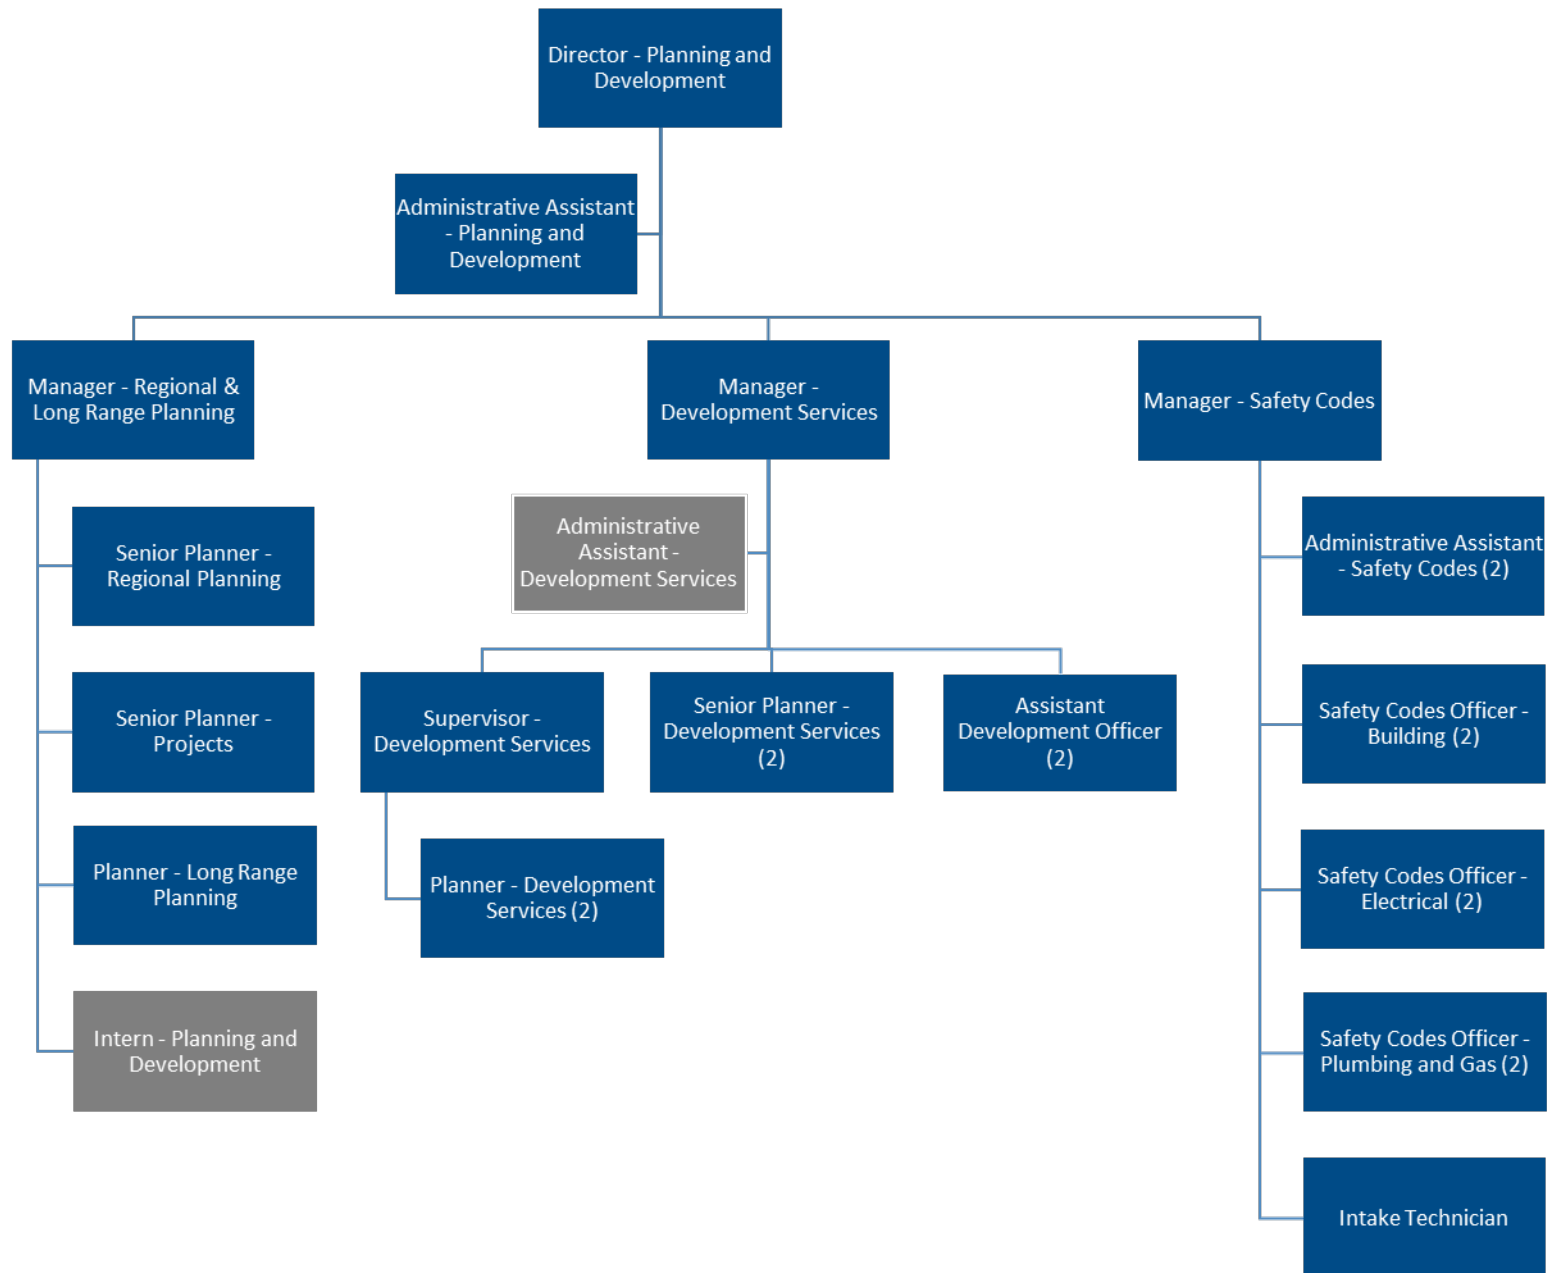 Director - Planning and
Development
Administrative Assistant
- Planning and
Development
Manager - Regional &
Long Range Planning
Manager -
Development Services
Manager - Safety Codes
Senior Planner -
Regional Planning
Senior Planner -
Projects
Planner - Long Range
Planning
Intern - Planning and
Development
Administrative
Assistant -
Development Services
Supervisor -
Development Services
Planner - Development
Services (2)
Senior Planner -
Development Services
(2)
Assistant
Development Officer
(2)
Administrative Assistant
- Safety Codes (2)
Safety Codes Officer -
Building (2)
Safety Codes Officer -
Electrical (2)
Safety Codes Officer -
Plumbing and Gas (2)
Intake Technician